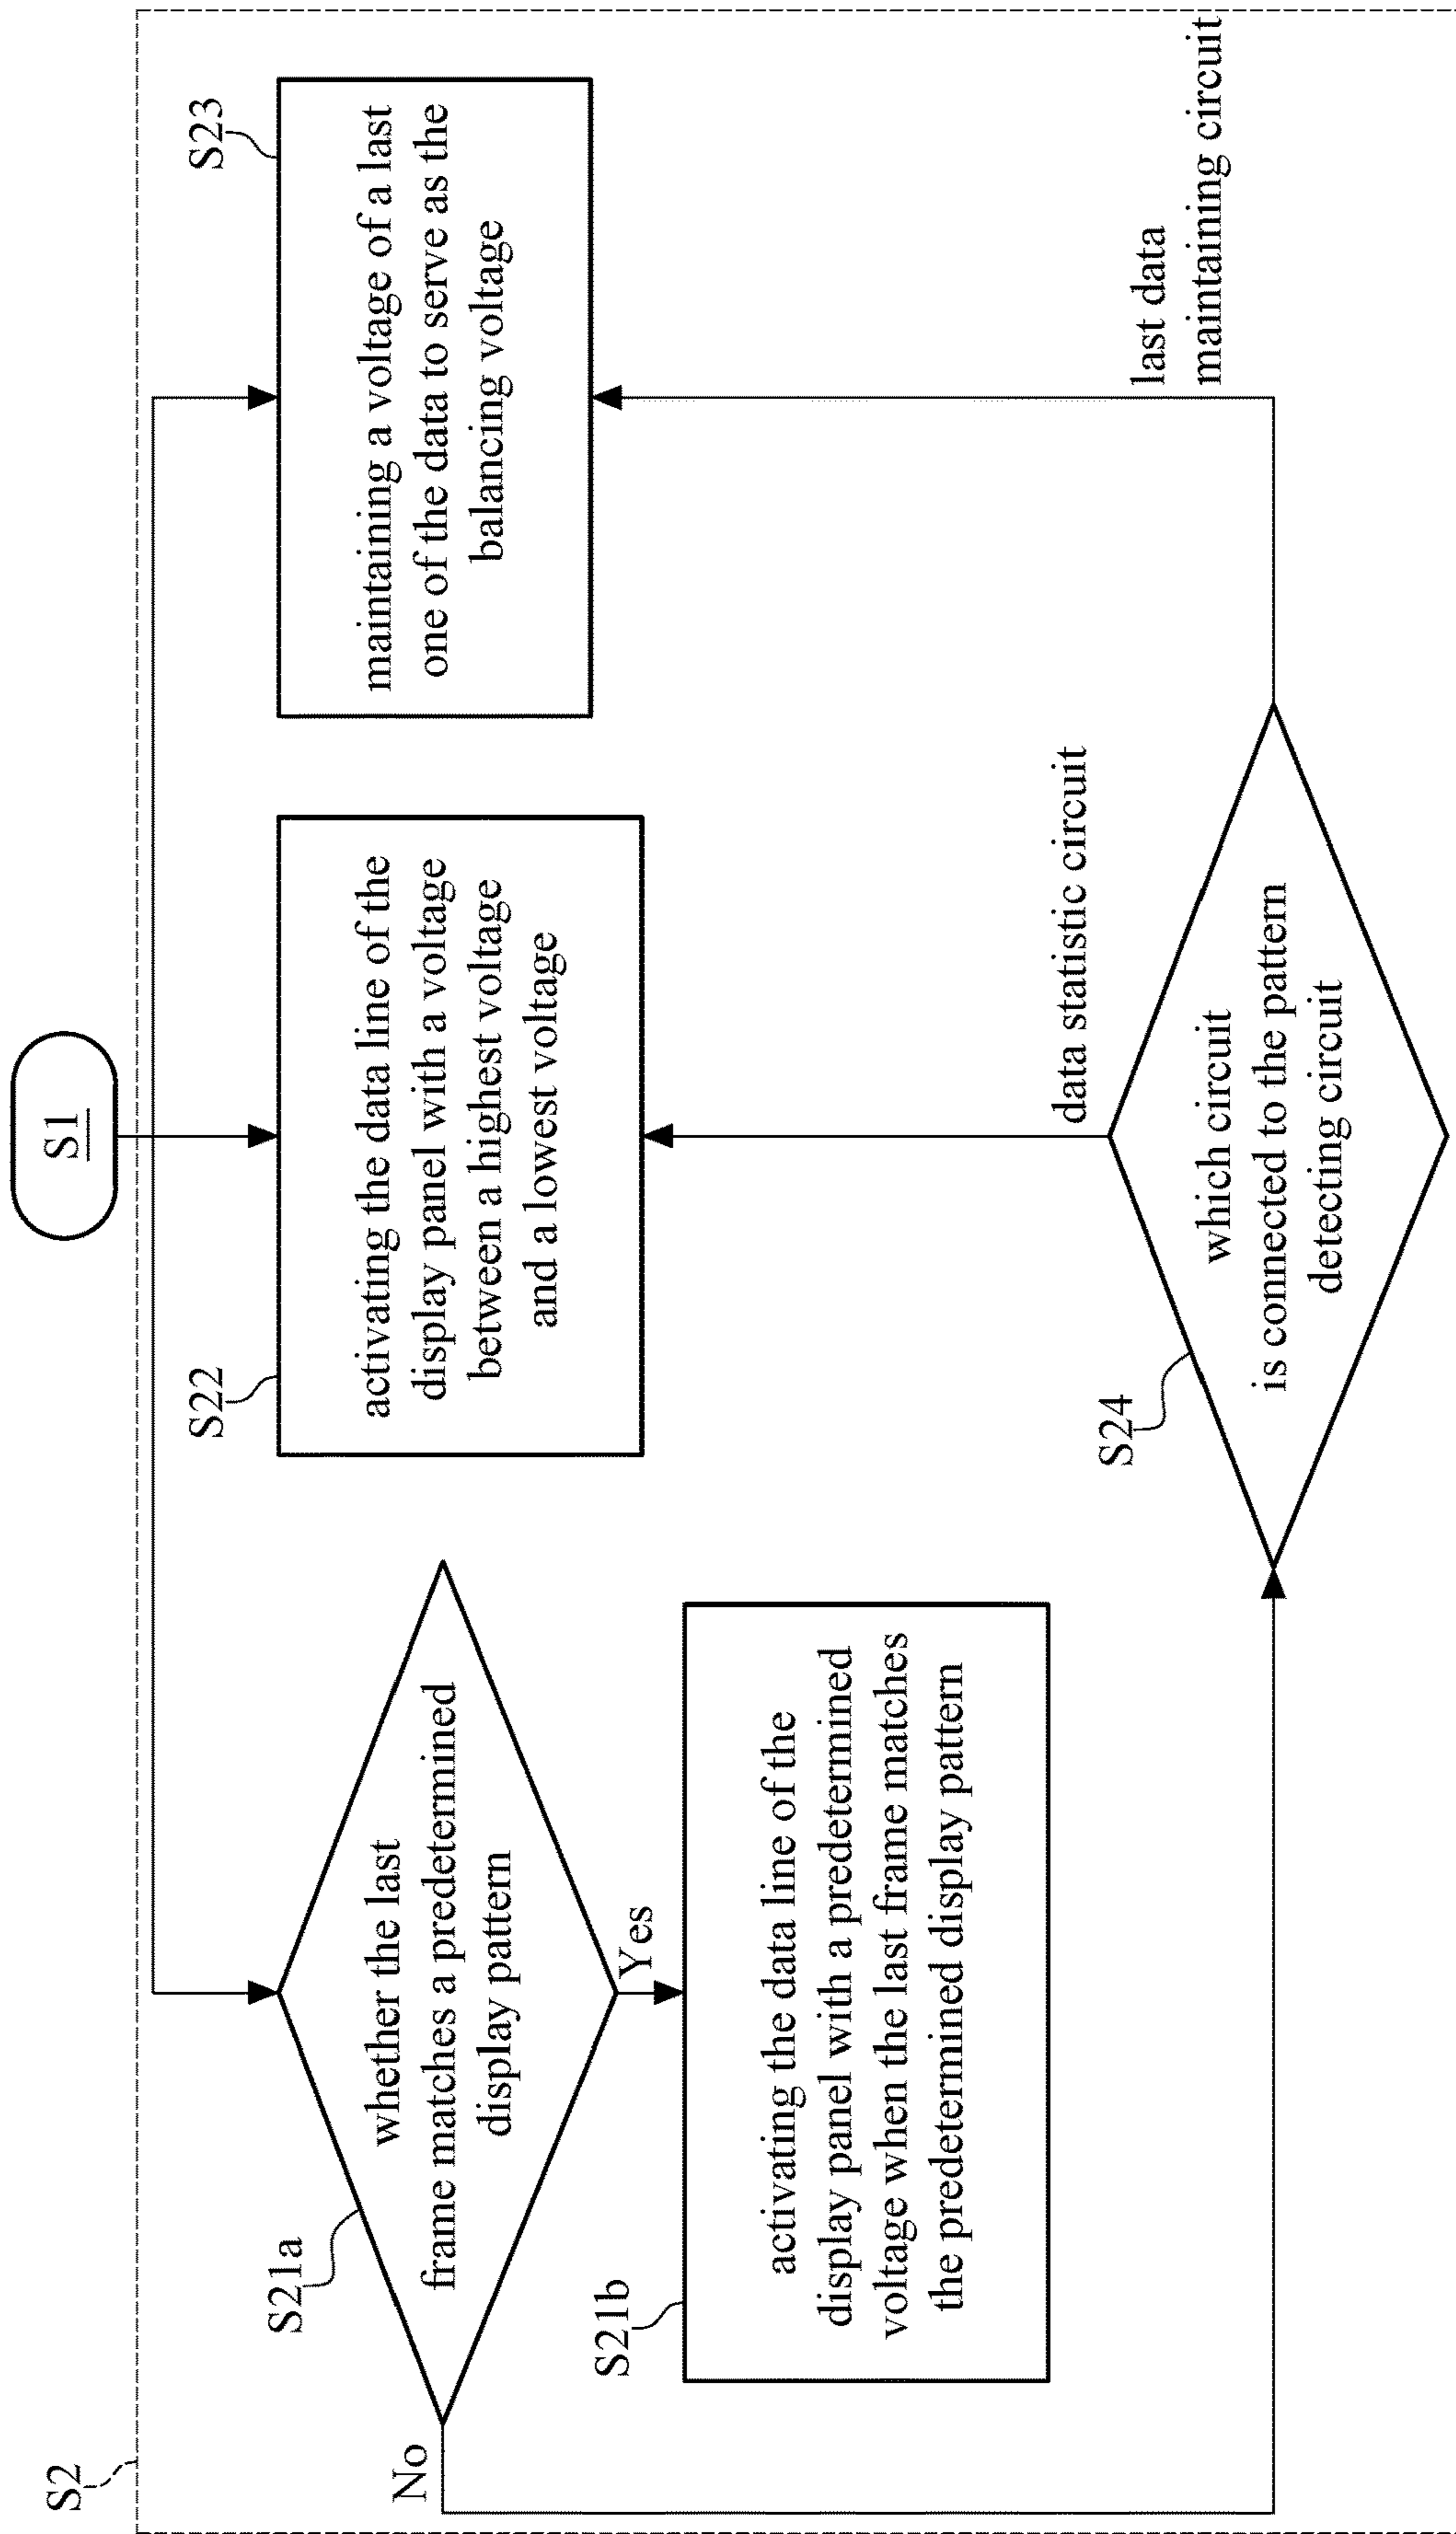 S1
S2
S21a
whether the last
frame matches a predetermined
display pattern
Yes
No
S21b
activating the data line of the
display panel with a predetermined
voltage when the last frame matches
the predetermined display pattern
S22
activating the data line of the
display panel with a voltage
between a highest voltage
and a lowest voltage
S23
maintaining a voltage of a last
one of the data to serve as the
balancing voltage
S24
which circuit
is connected to the pattern
detecting circuit
data statistic circuit
last data
maintaining circuit